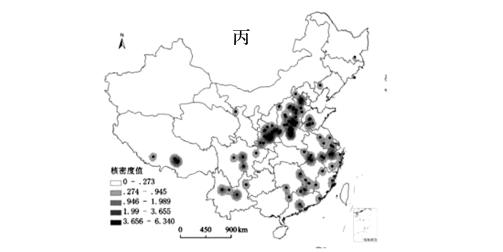 丙
N
核密度值
0 - .273
.274 - .945
.946 - 1.989
1.99 - 3.655
3.656 - 6.340
0 450 900 km